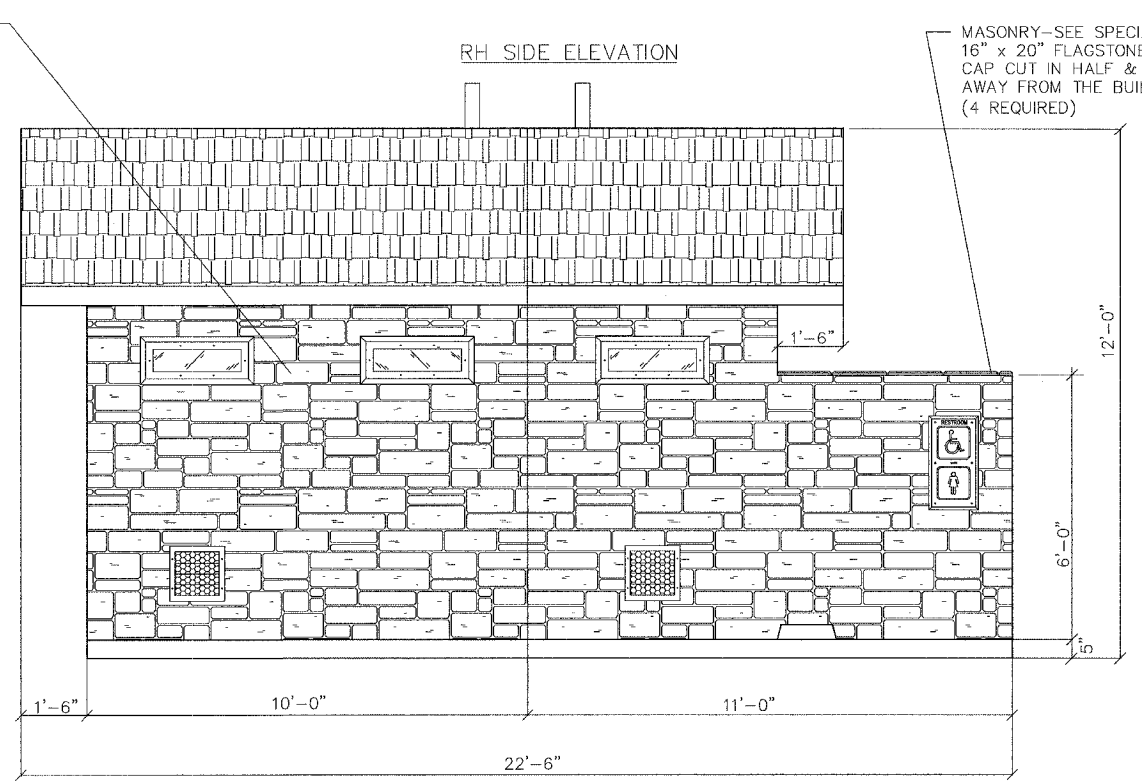 RH SIDE ELEVATION
MASONRY-SEE SPECI
16" x 20" FLAGSTONE
CAP CUT IN HALF &
AWAY FROM THE BUI
(4 REQUIRED)
12'-0"
1'-6"
RESTROOM
6'-0"
5"
1'-6"
10'-0"
11'-0"
22'-6"